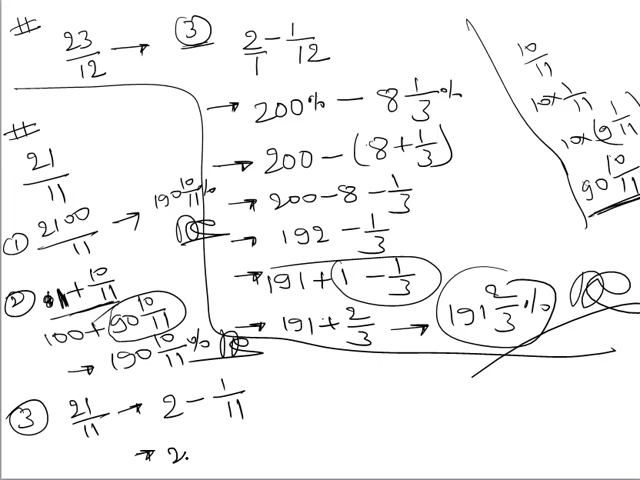 #
23/12 → ③ 2/1 - 1/12
→ 200% - 8 1/3 %
→ 200 - (8 + 1/3)
→ 200 - 8 - 1/3
→ 192 - 1/3
→ 191 + 1 - 1/3
→ 191 + 2/3 → 191 2/3 %
10/11
10 × 1/11
10 × (9 1/11)
90 10/11
#
21/11
① 2100/11 → 190 10/11 %
② 1 + 10/11
100 + 90 10/11
→ 190 10/11 %
③ 21/11 → 2 - 1/11
→ 2.